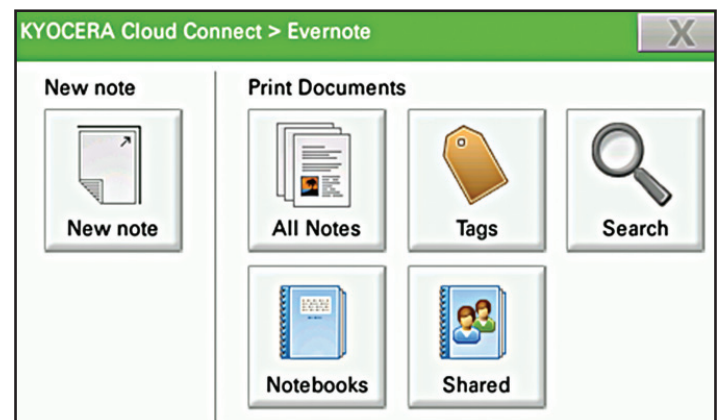 KYOCERA Cloud Connect > Evernote
X
New note
Print Documents
New note
All Notes
Tags
Search
Notebooks
Shared